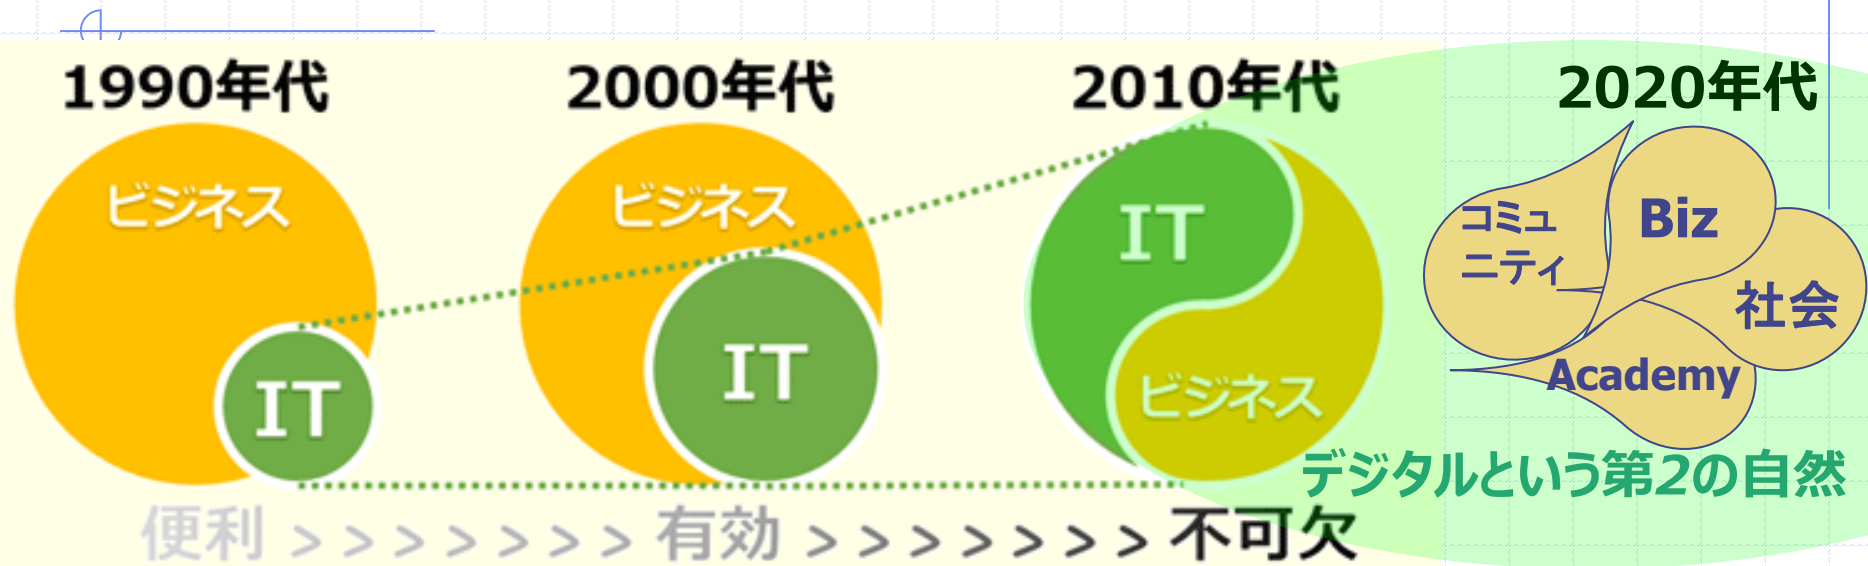 1990年代
2000年代
2010年代
2020年代
ビジネス
IT
ビジネス
IT
IT
ビジネス
コミュ
ニティ
Biz
社会
Academy
デジタルという第2の自然
便利 > > > > > > > 有効 > > > > > > > 不可欠